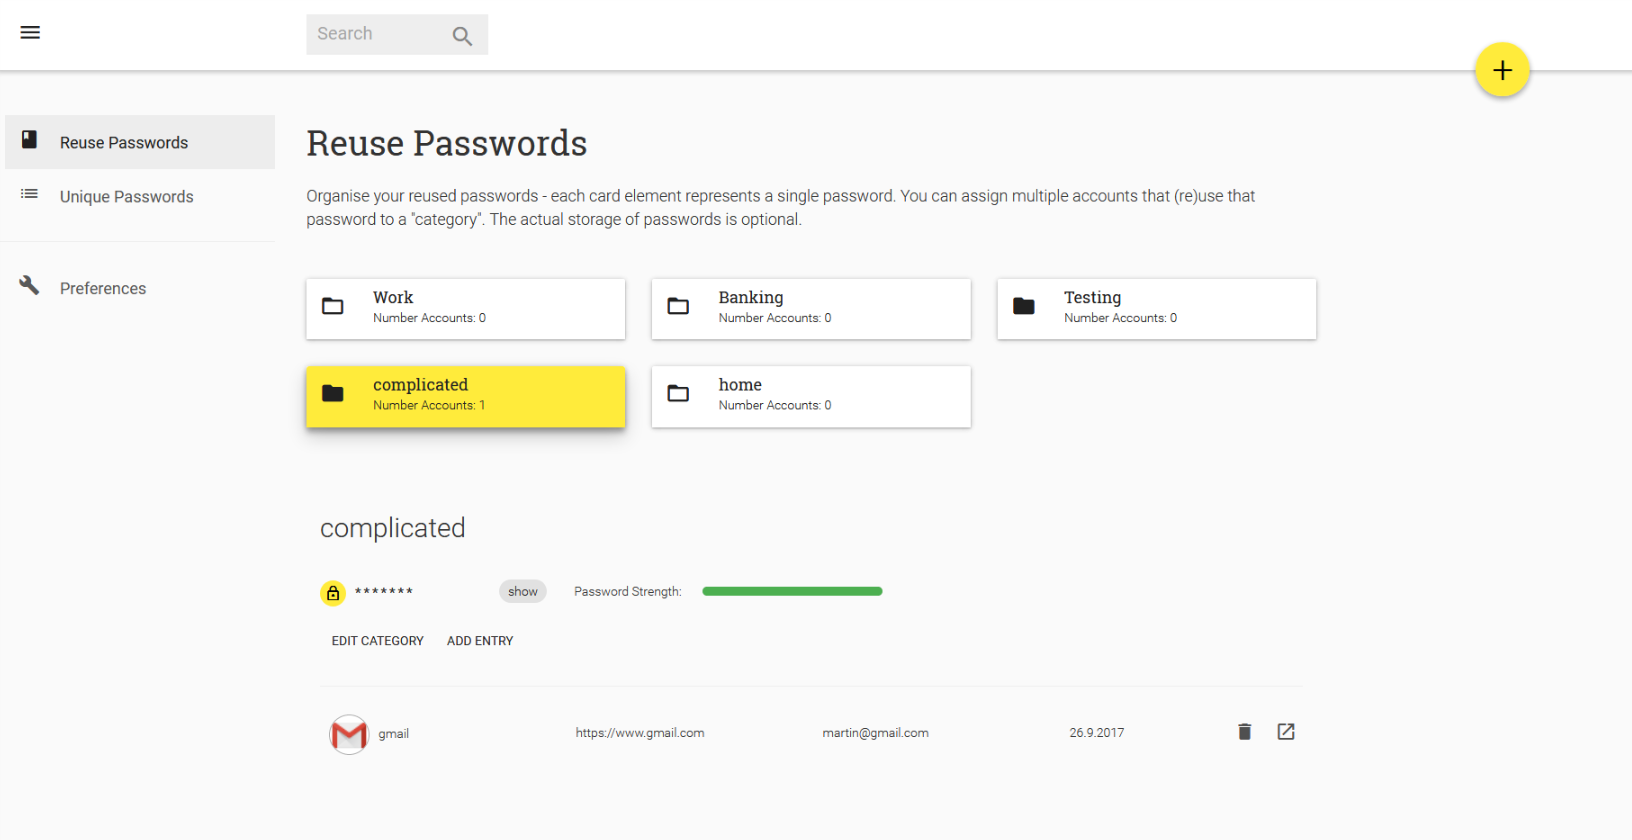 Search
Reuse Passwords
Unique Passwords
Preferences
Reuse Passwords
Organise your reused passwords - each card element represents a single password. You can assign multiple accounts that (re)use that
password to a "category". The actual storage of passwords is optional.
Work
Number Accounts: 0
Banking
Number Accounts: 0
Testing
Number Accounts: 0
complicated
Number Accounts: 1
home
Number Accounts: 0
complicated
******* show Password Strength:
EDIT CATEGORY ADD ENTRY
gmail https://www.gmail.com martin@gmail.com 26.9.2017